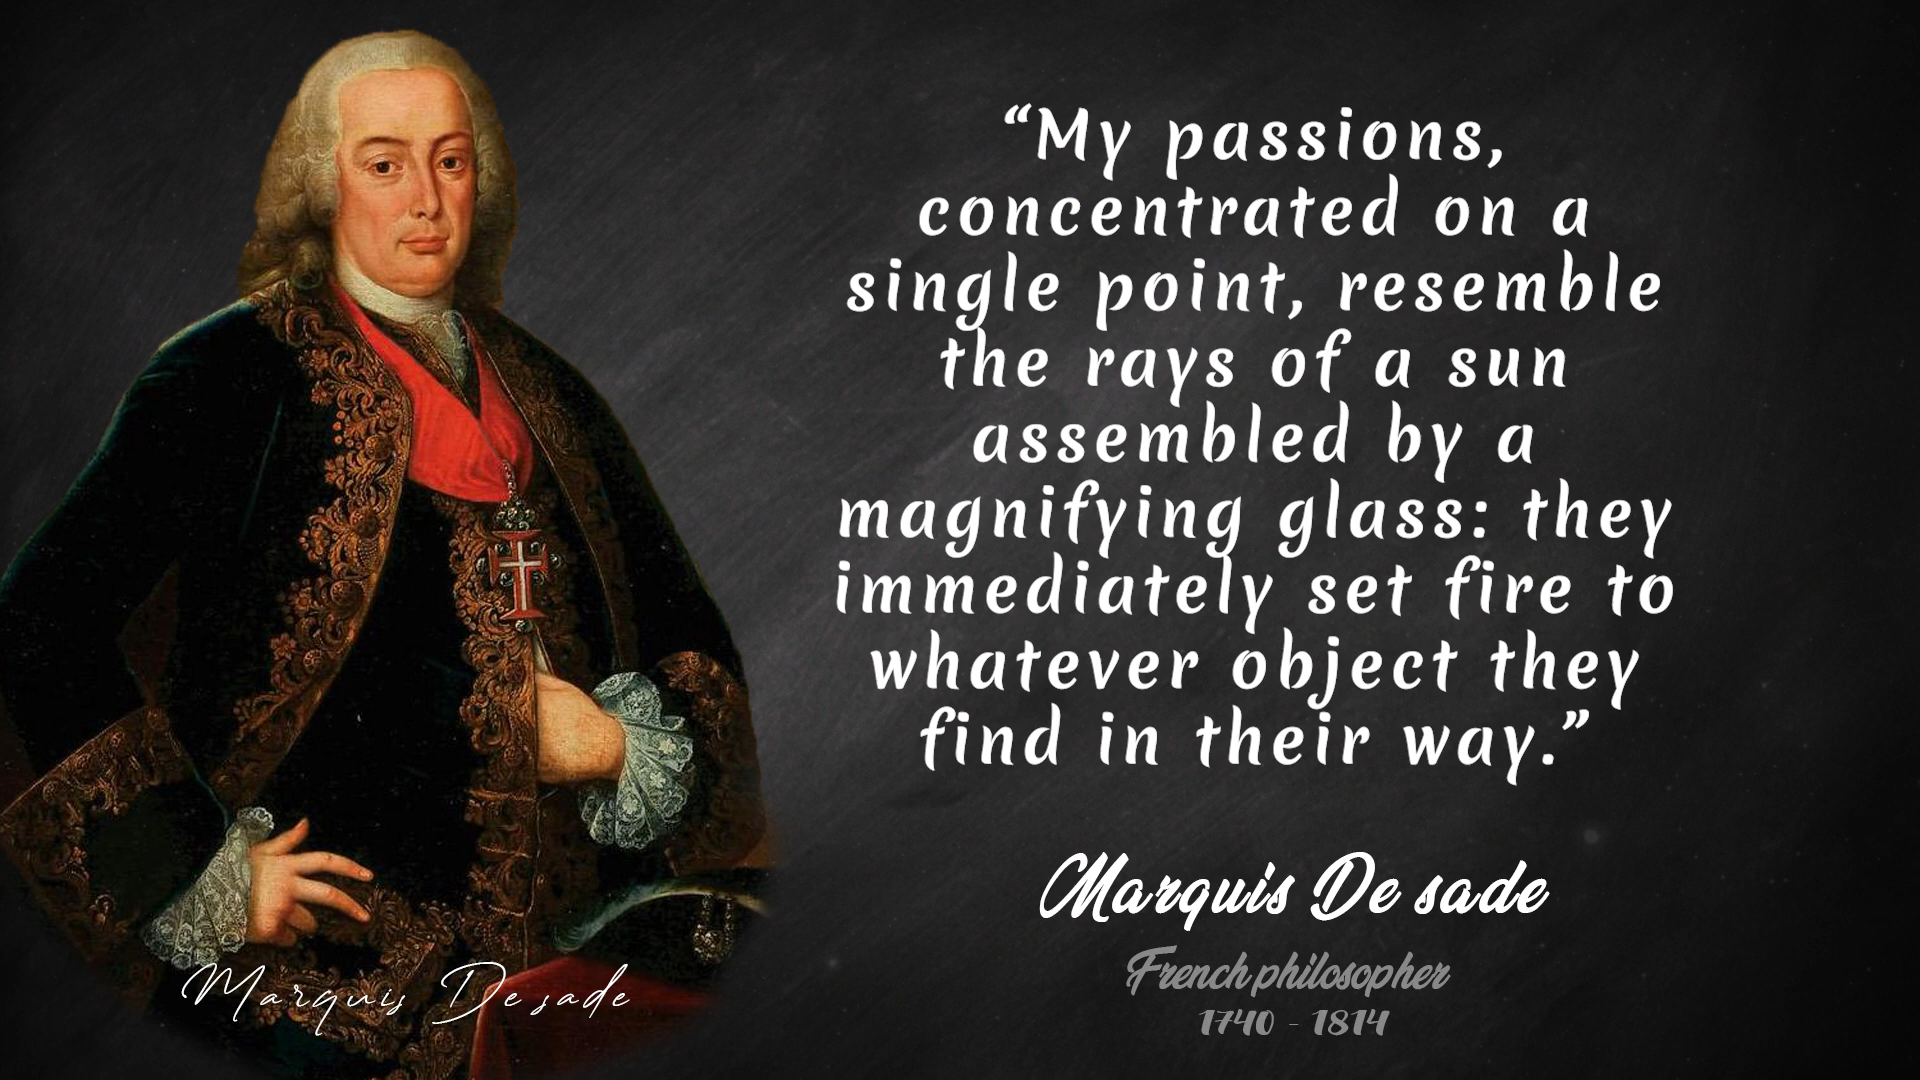 “My passions,
concentrated on a
single point, resemble
the rays of a sun
assembled by a
magnifying glass: they
immediately set fire to
whatever object they
find in their way.”
Marquis De sade
French philosopher
1740 - 1814
Marquis De sade